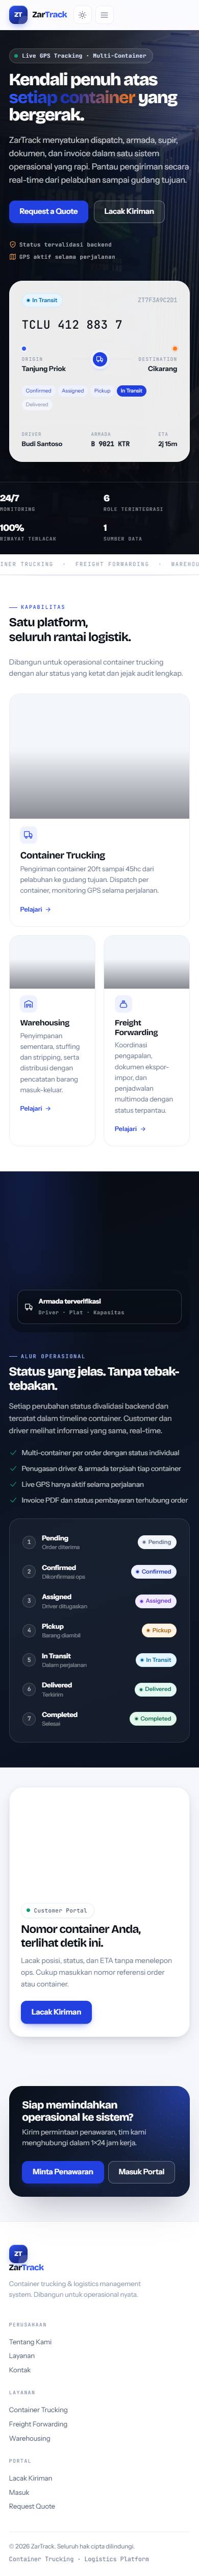 ZT ZarTrack
Live GPS Tracking · Multi-Container
Kendali penuh atas
setiap container yang
bergerak.
ZarTrack menyatukan dispatch, armada, supir,
dokumen, dan invoice dalam satu sistem
operasional yang rapi. Pantau pengiriman secara
real-time dari pelabuhan sampai gudang tujuan.
Request a Quote
Lacak Kiriman
Status tervalidasi backend
GPS aktif selama perjalanan
In Transit
TCLU 412 883 7
ORIGIN
DESTINATION
Tanjung Priok
Cikarang
Confirmed
Assigned
Pickup
In Transit
Delivered
DRIVER
ARMADA
ETA
Budi Santoso
B 9021 KTR
2j 15m
24/7
MONITORING
6
ROLE TERINTEGRASI
100%
RIWAYAT TERLACAK
1
SUMBER DATA
INER TRUCKING · FREIGHT FORWARDING · WAREHOU
KAPABILITAS
Satu platform,
seluruh rantai logistik.
Dibangun untuk operasional container trucking
dengan alur status yang ketat dan jejak audit lengkap.
Container Trucking
Pengiriman container 20ft sampai 45hc dari
pelabuhan ke gudang tujuan. Dispatch per
container, monitoring GPS selama perjalanan.
Pelajari →
Warehousing
Penyimpanan
sementara, stuffing
dan stripping, serta
distribusi dengan
pencatatan barang
masuk-keluar.
Pelajari →
Freight
Forwarding
Koordinasi
pengapalan,
dokumen ekspor-
impor, dan
penjadwalan
multimoda dengan
status terpantau.
Pelajari →
Armada terverifikasi
Driver · Plat · Kapasitas
ALUR OPERASIONAL
Status yang jelas. Tanpa tebak-
tebakan.
Setiap perubahan status divalidasi backend dan
tercatat dalam timeline container. Customer dan
driver melihat informasi yang sama, real-time.
Multi-container per order dengan status individual
Penugasan driver & armada terpisah tiap container
Live GPS hanya aktif selama perjalanan
Invoice PDF dan status pembayaran terhubung order
1
Pending
Order diterima
Pending
2
Confirmed
Dikonfirmasi ops
Confirmed
3
Assigned
Driver ditugaskan
Assigned
4
Pickup
Barang diambil
Pickup
5
In Transit
Dalam perjalanan
In Transit
6
Delivered
Terkirim
Delivered
7
Completed
Selesai
Completed
Customer Portal
Nomor container Anda,
terlihat detik ini.
Lacak posisi, status, dan ETA tanpa menelepon
ops. Cukup masukkan nomor referensi order
atau container.
Lacak Kiriman
Siap memindahkan
operasional ke sistem?
Kirim permintaan penawaran, tim kami
menghubungi dalam 1×24 jam kerja.
Minta Penawaran
Masuk Portal
ZT
ZarTrack
Container trucking & logistics management
system. Dibangun untuk operasional nyata.
PERUSAHAAN
Tentang Kami
Layanan
Kontak
LAYANAN
Container Trucking
Freight Forwarding
Warehousing
PORTAL
Lacak Kiriman
Masuk
Request Quote
© 2026 ZarTrack. Seluruh hak cipta dilindungi.
Container Trucking · Logistics Platform